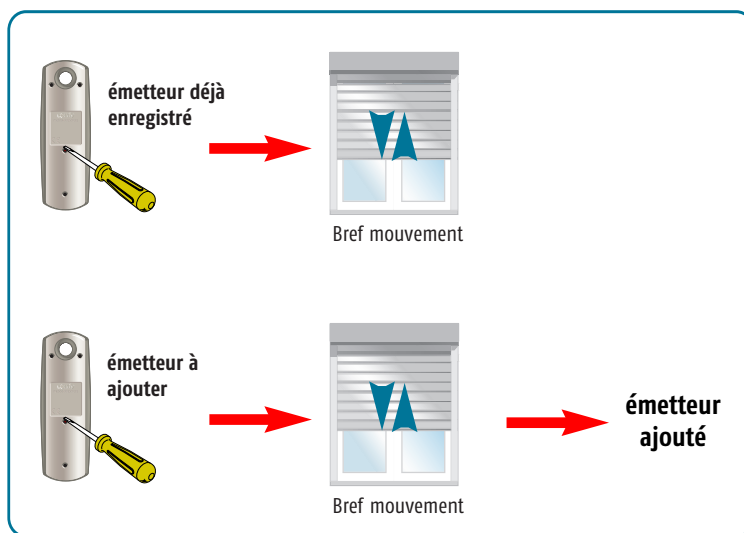 émetteur déjà
enregistré
Bref mouvement
émetteur à
ajouter
émetteur
ajouté
Bref mouvement